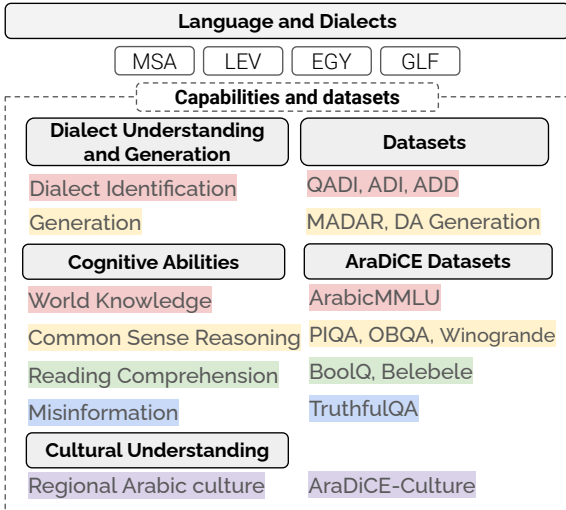 Language and Dialects
MSA LEV EGY GLF
Capabilities and datasets
Dialect Understanding
and Generation
Datasets
Dialect Identification QADI, ADI, ADD
Generation MADAR, DA Generation
Cognitive Abilities AraDiCE Datasets
World Knowledge ArabicMMLU
Common Sense Reasoning PIQA, OBQA, Winogrande
Reading Comprehension BoolQ, Belebele
Misinformation TruthfulQA
Cultural Understanding
Regional Arabic culture AraDiCE-Culture